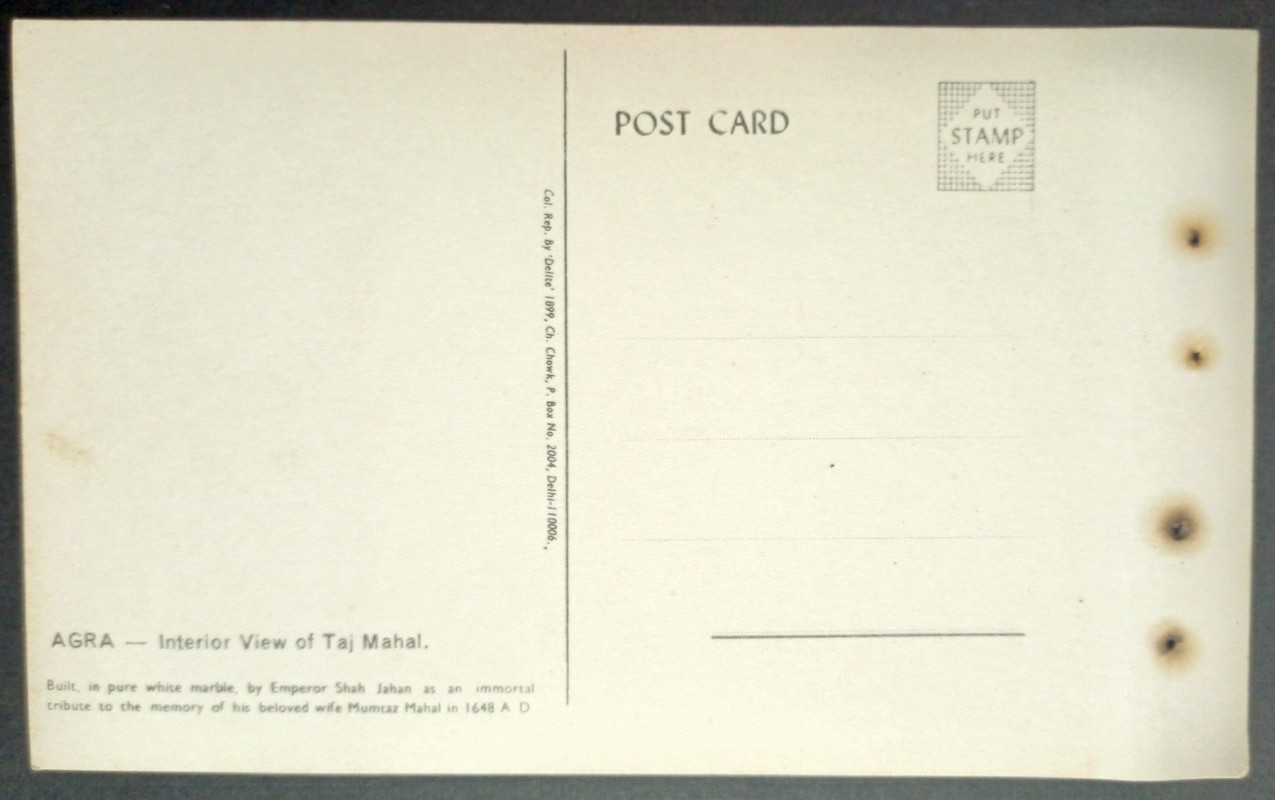 POST CARD
PUT
STAMP
HERE
Col. Rep. By 'Delite' 1899, Ch. Chowk, P. Box No. 2004, Delhi-110006.,
AGRA — Interior View of Taj Mahal.
Built, in pure white marble, by Emperor Shah Jahan as an immortal
tribute to the memory of his beloved wife Mumtaz Mahal in 1648 A D